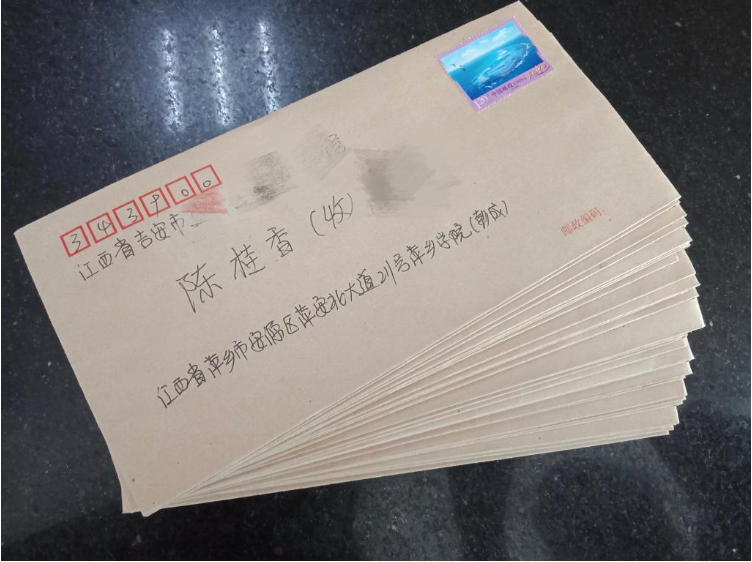 343900
江西省吉安市
陈桂香(收)
江西省萍乡市安源区萍安北大道211号萍乡学院(勤成)
邮政编码